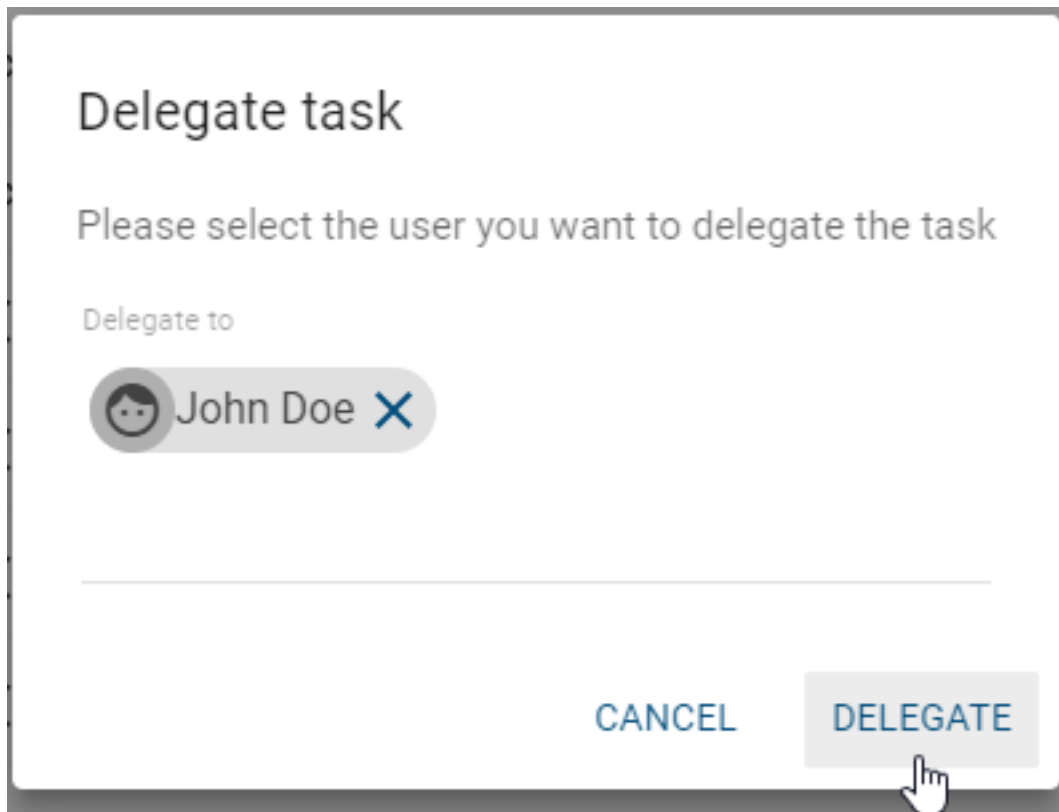 Delegate task
Please select the user you want to delegate the task
Delegate to
John Doe
CANCEL DELEGATE